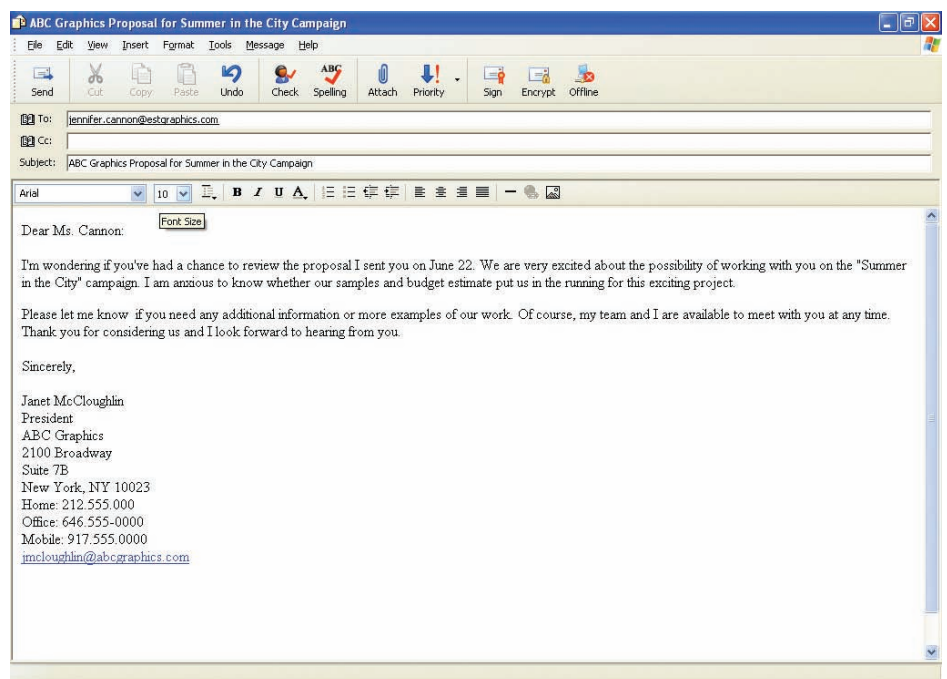 ABC Graphics Proposal for Summer in the City Campaign
File Edit View Insert Format Tools Message Help
Send Cut Copy Paste Undo Check Spelling Attach Priority Sign Encrypt Offline
ABC
To: jennifer.cannon@estgraphics.com
Cc:
Subject: ABC Graphics Proposal for Summer in the City Campaign
Arial 10 B I U A
Font Size
Dear Ms. Cannon:
I'm wondering if you've had a chance to review the proposal I sent you on June 22. We are very excited about the possibility of working with you on the "Summer
in the City" campaign. I am anxious to know whether our samples and budget estimate put us in the running for this exciting project.
Please let me know  if you need any additional information or more examples of our work. Of course, my team and I are available to meet with you at any time.
Thank you for considering us and I look forward to hearing from you.
Sincerely,
Janet McCloughlin
President
ABC Graphics
2100 Broadway
Suite 7B
New York, NY 10023
Home: 212.555.000
Office: 646.555-0000
Mobile: 917.555.0000
jmcloughlin@abcgraphics.com